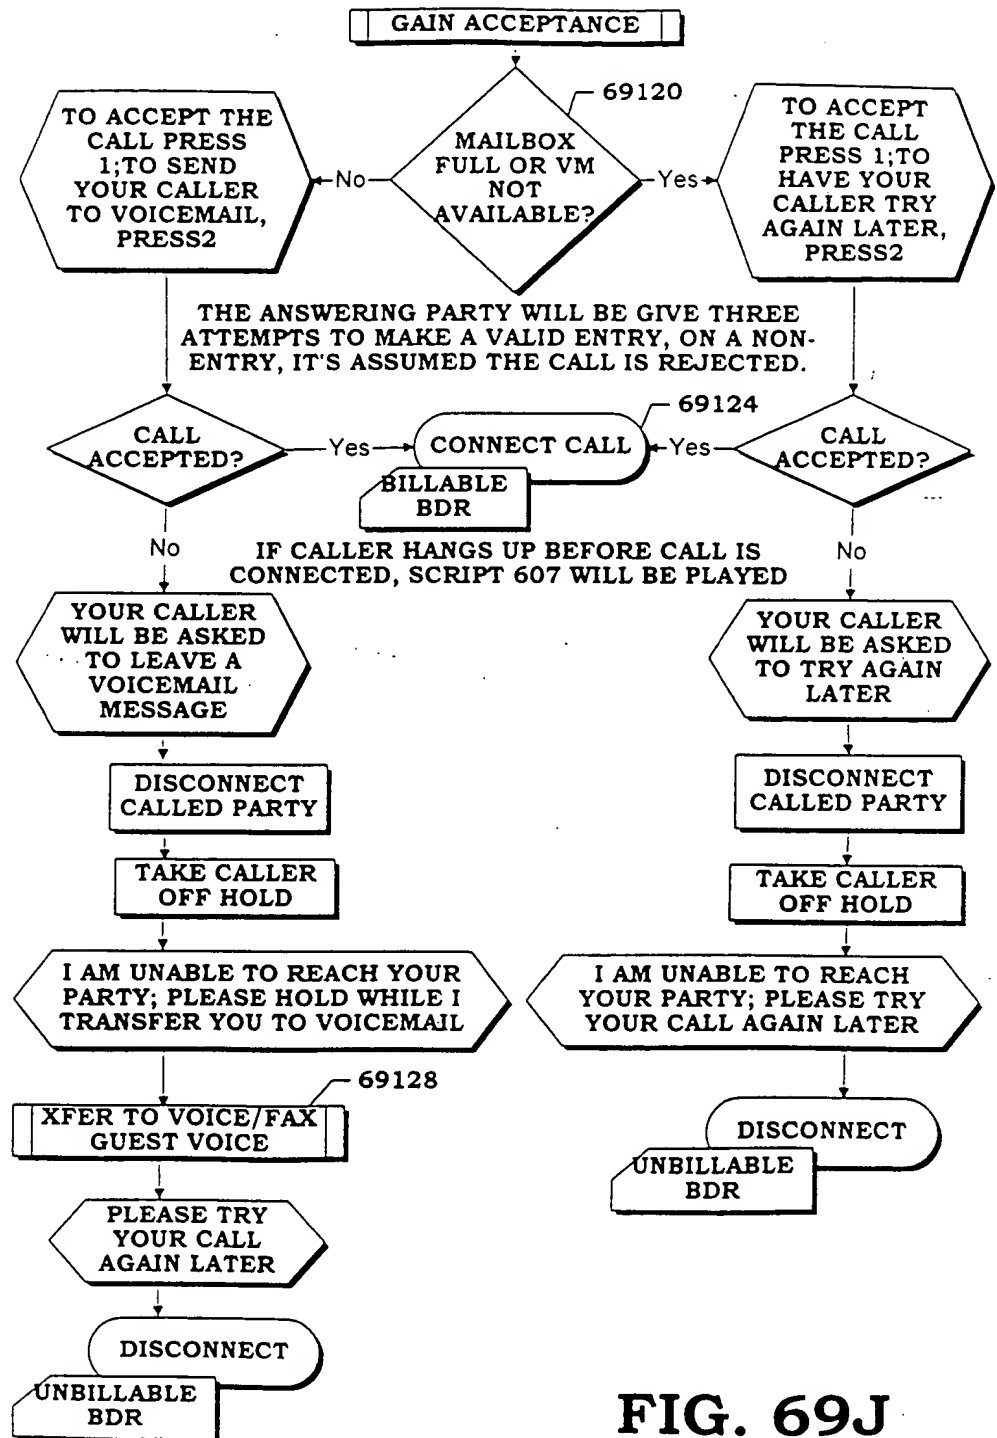 GAIN ACCEPTANCE
69120
MAILBOX
FULL OR VM
NOT
AVAILABLE?
No
Yes
TO ACCEPT THE
CALL PRESS
1;TO SEND
YOUR CALLER
TO VOICEMAIL,
PRESS2
TO ACCEPT
THE CALL
PRESS 1;TO
HAVE YOUR
CALLER TRY
AGAIN LATER,
PRESS2
THE ANSWERING PARTY WILL BE GIVE THREE
ATTEMPTS TO MAKE A VALID ENTRY, ON A NON-
ENTRY, IT'S ASSUMED THE CALL IS REJECTED.
CALL
ACCEPTED?
Yes
69124
CONNECT CALL
BILLABLE
BDR
Yes
CALL
ACCEPTED?
No
No
IF CALLER HANGS UP BEFORE CALL IS
CONNECTED, SCRIPT 607 WILL BE PLAYED
YOUR CALLER
WILL BE ASKED
TO LEAVE A
VOICEMAIL
MESSAGE
DISCONNECT
CALLED PARTY
TAKE CALLER
OFF HOLD
I AM UNABLE TO REACH YOUR
PARTY; PLEASE HOLD WHILE I
TRANSFER YOU TO VOICEMAIL
69128
XFER TO VOICE/FAX
GUEST VOICE
PLEASE TRY
YOUR CALL
AGAIN LATER
DISCONNECT
UNBILLABLE
BDR
YOUR CALLER
WILL BE ASKED
TO TRY AGAIN
LATER
DISCONNECT
CALLED PARTY
TAKE CALLER
OFF HOLD
I AM UNABLE TO REACH
YOUR PARTY; PLEASE TRY
YOUR CALL AGAIN LATER
DISCONNECT
UNBILLABLE
BDR
FIG. 69J